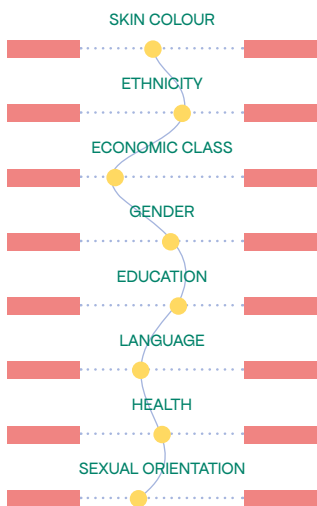 SKIN COLOUR
ETHNICITY
ECONOMIC CLASS
GENDER
EDUCATION
LANGUAGE
HEALTH
SEXUAL ORIENTATION